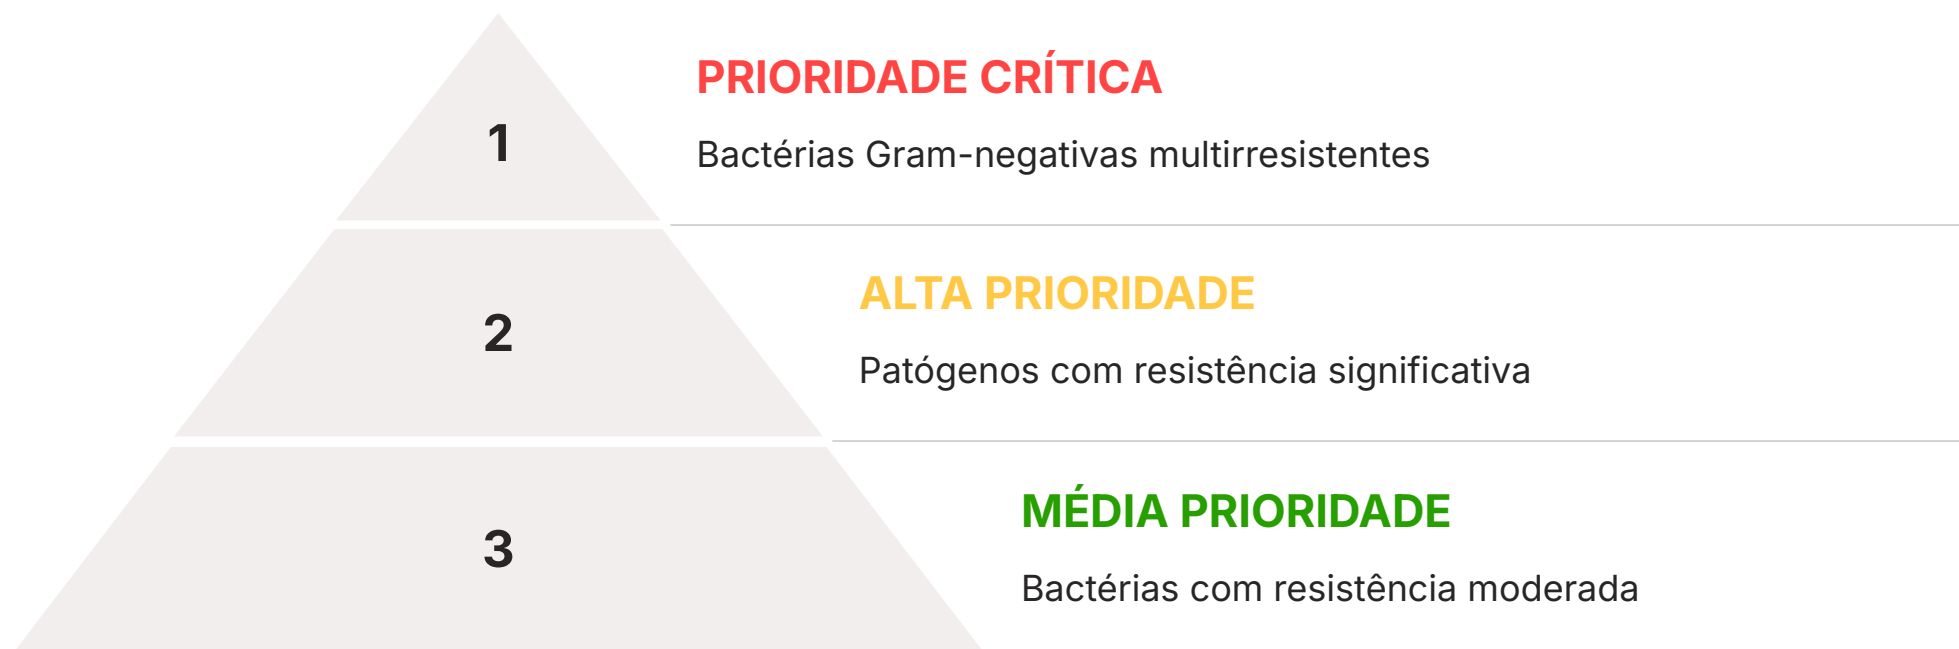 1
PRIORIDADE CRÍTICA
Bactérias Gram-negativas multirresistentes
2
ALTA PRIORIDADE
Patógenos com resistência significativa
3
MÉDIA PRIORIDADE
Bactérias com resistência moderada